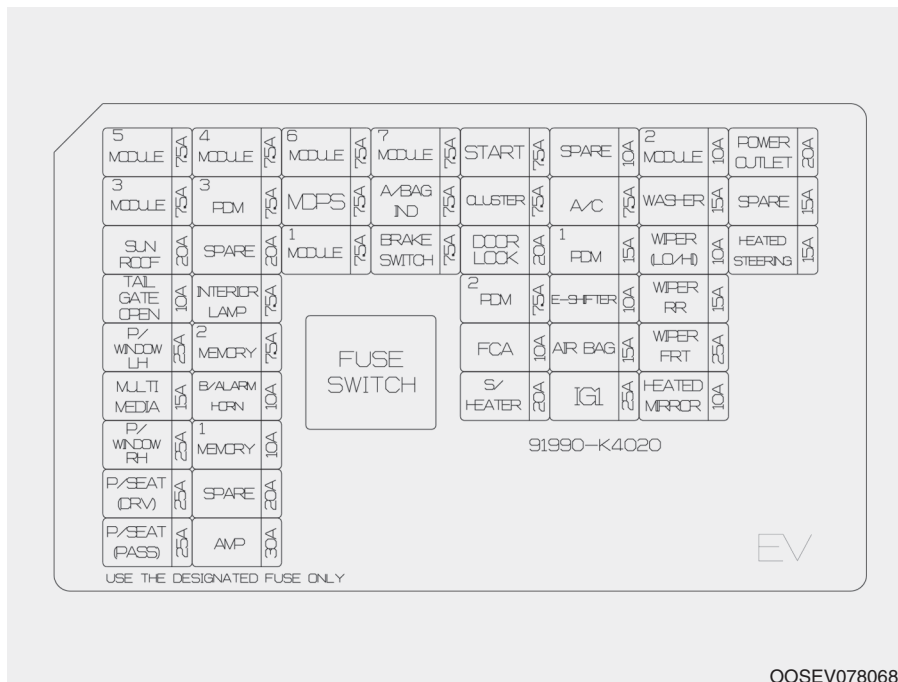 5 MODULE 7.5A 4 MODULE 7.5A 6 MODULE 7.5A 7 MODULE 7.5A START 7.5A SPARE 10A 2 MODULE 10A POWER OUTLET 20A
3 MODULE 7.5A 3 PDM 7.5A MDPS 7.5A A/BAG IND 7.5A CLUSTER 7.5A A/C 7.5A WASHER 15A SPARE 15A
SUN ROOF 20A SPARE 20A 1 MODULE 7.5A BRAKE SWITCH 7.5A DOOR LOCK 20A 1 PDM 15A WIPER (LO/HI) 10A HEATED STEERING 15A
TAIL GATE OPEN 10A INTERIOR LAMP 7.5A 2 PDM 7.5A E-SHIFTER 10A WIPER RR 15A
P/WINDOW LH 25A 2 MEMORY 7.5A FUSE SWITCH FCA 10A AIR BAG 15A WIPER FRT 25A
MULTI MEDIA 15A B/ALARM HORN 10A S/HEATER 20A IG1 25A HEATED MIRROR 10A
P/WINDOW RH 25A 1 MEMORY 10A 91990-K4020
P/SEAT (DRV) 25A SPARE 20A
P/SEAT (PASS) 25A AMP 30A EV
USE THE DESIGNATED FUSE ONLY
OOSEV078068